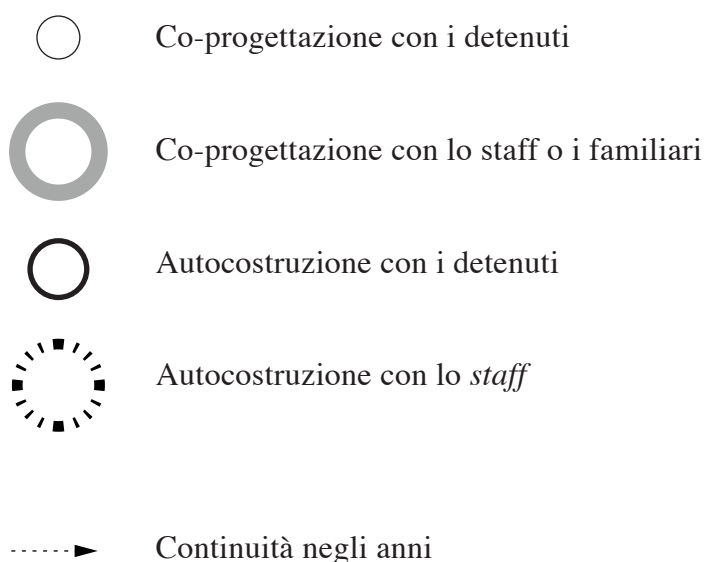 Co-progettazione con i detenuti
Co-progettazione con lo staff o i familiari
Autocostruzione con i detenuti
Autocostruzione con lo staff
Continuità negli anni